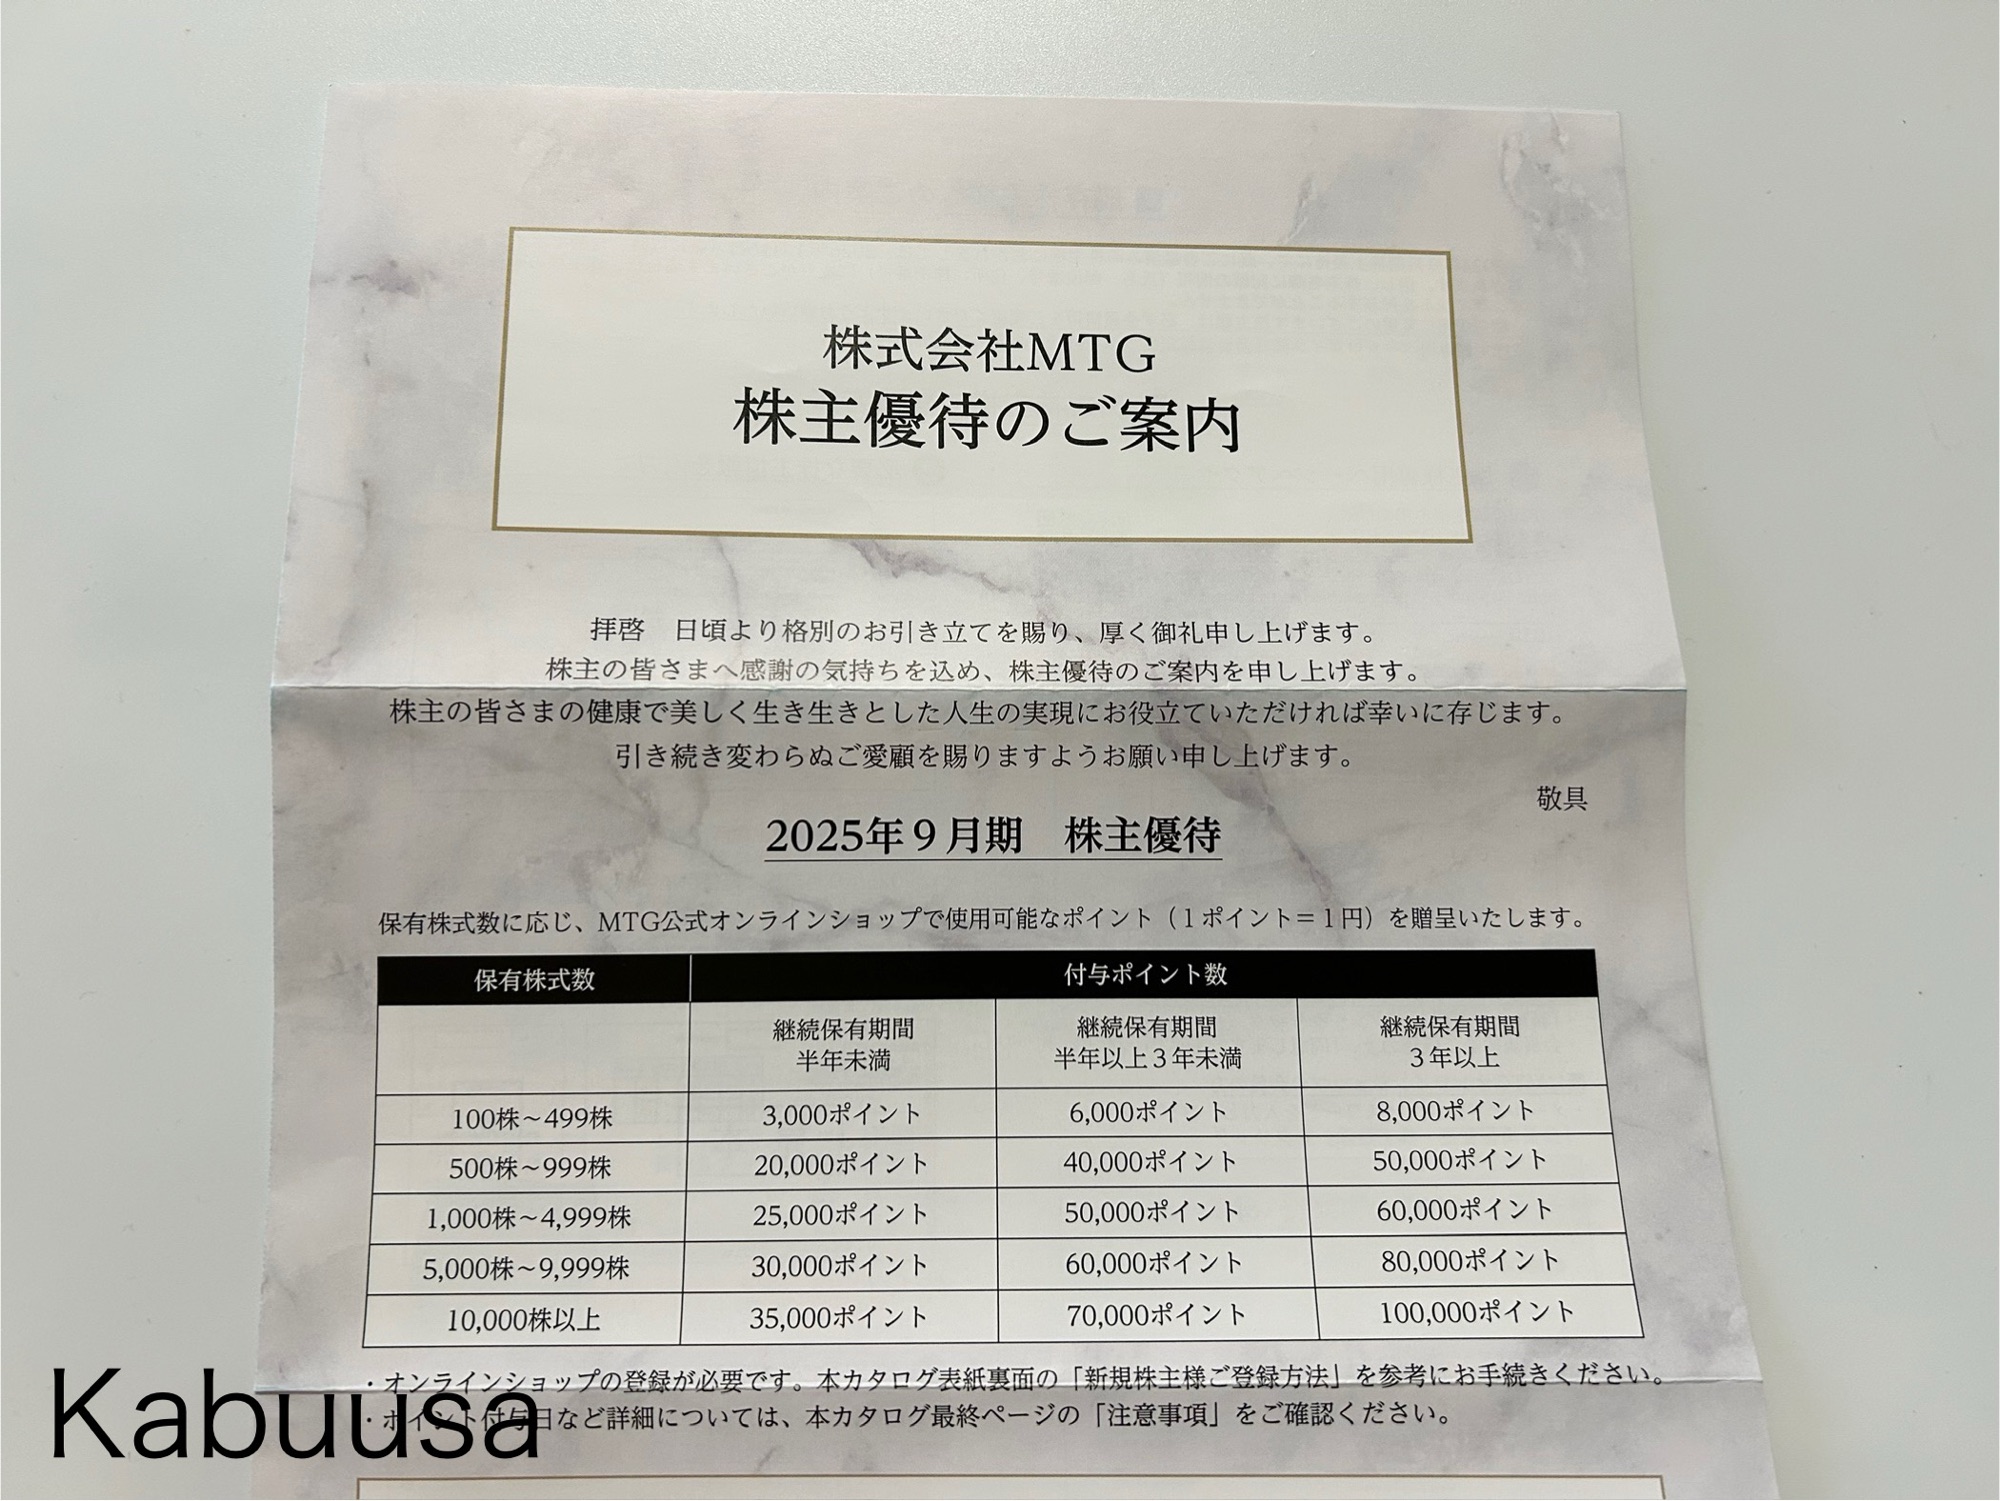 株式会社MTG
株主優待のご案内
拝啓　日頃より格別のお引き立てを賜り、厚く御礼申し上げます。
株主の皆さまへ感謝の気持ちを込め、株主優待のご案内を申し上げます。
株主の皆さまの健康で美しく生き生きとした人生の実現にお役立ていただければ幸いに存じます。
引き続き変わらぬご愛顧を賜りますようお願い申し上げます。
敬具
2025年９月期　株主優待
保有株式数に応じ、MTG公式オンラインショップで使用可能なポイント（１ポイント＝１円）を贈呈いたします。
保有株式数 付与ポイント数
継続保有期間 継続保有期間 継続保有期間
半年未満 半年以上３年未満 ３年以上
100株～499株 3,000ポイント 6,000ポイント 8,000ポイント
500株～999株 20,000ポイント 40,000ポイント 50,000ポイント
1,000株～4,999株 25,000ポイント 50,000ポイント 60,000ポイント
5,000株～9,999株 30,000ポイント 60,000ポイント 80,000ポイント
10,000株以上 35,000ポイント 70,000ポイント 100,000ポイント
・オンラインショップの登録が必要です。本カタログ表紙裏面の「新規株主様ご登録方法」を参考にお手続きください。
・ポイント付与日など詳細については、本カタログ最終ページの「注意事項」をご確認ください。
Kabuusa